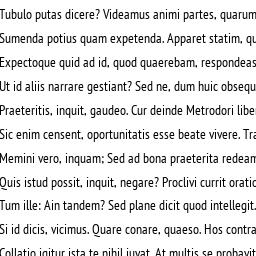 Tubulo putas dicere? Videamus animi partes, quarum
Sumenda potius quam expetenda. Apparet statim, qu
Expectoque quid ad id, quod quaerebam, respondeas
Ut id aliis narrare gestiant? Sed ne, dum huic obsequ
Praeteritis, inquit, gaudeo. Cur deinde Metrodori libe
Sic enim censent, oportunitatis esse beate vivere. Tra
Memini vero, inquam; Sed ad bona praeterita redeam
Quis istud possit, inquit, negare? Proclivi currit oratio
Tum ille: Ain tandem? Sed plane dicit quod intellegit.
Si id dicis, vicimus. Quare conare, quaeso. Hos contra
Collatio igitur ista te nihil iuvat. At multis se probavit